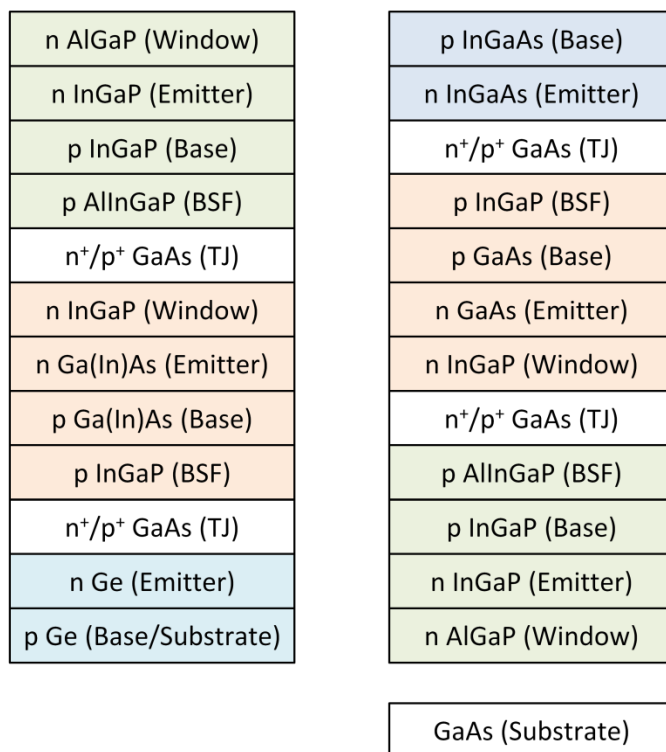 n AlGaP (Window)
n InGaP (Emitter)
p InGaP (Base)
p AlInGaP (BSF)
n⁺/p⁺ GaAs (TJ)
n InGaP (Window)
n Ga(In)As (Emitter)
p Ga(In)As (Base)
p InGaP (BSF)
n⁺/p⁺ GaAs (TJ)
n Ge (Emitter)
p Ge (Base/Substrate)
p InGaAs (Base)
n InGaAs (Emitter)
n⁺/p⁺ GaAs (TJ)
p InGaP (BSF)
p GaAs (Base)
n GaAs (Emitter)
n InGaP (Window)
n⁺/p⁺ GaAs (TJ)
p AlInGaP (BSF)
p InGaP (Base)
n InGaP (Emitter)
n AlGaP (Window)
GaAs (Substrate)